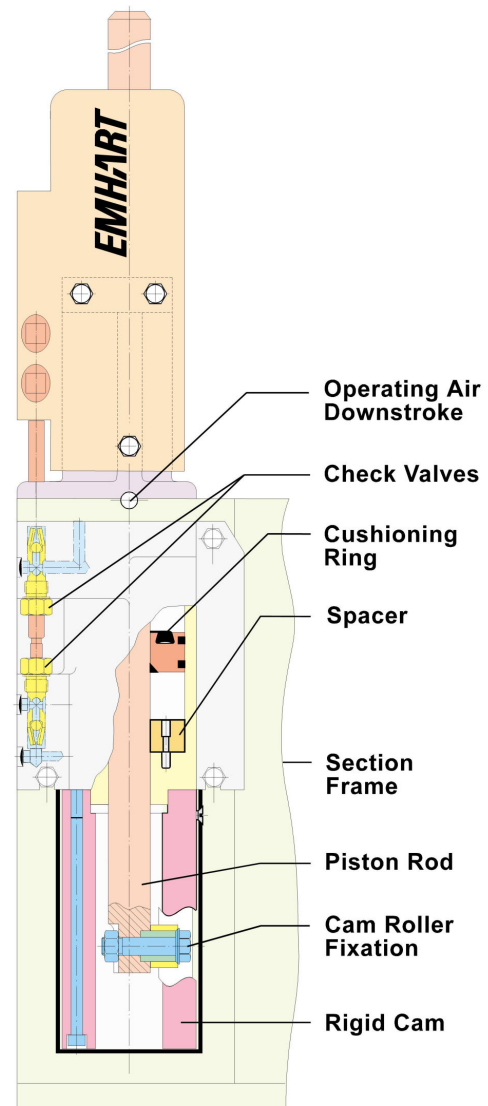 EMHART
Operating Air
Downstroke
Check Valves
Cushioning
Ring
Spacer
Section
Frame
Piston Rod
Cam Roller
Fixation
Rigid Cam